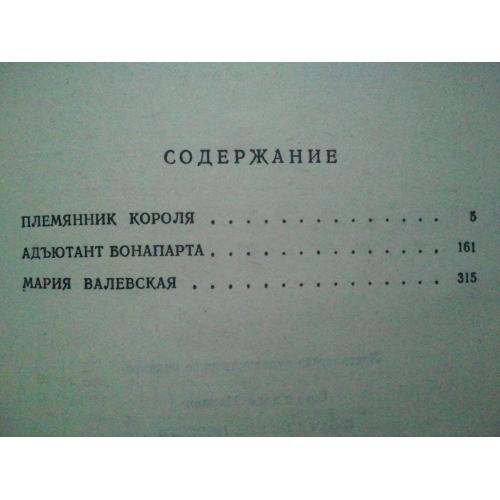 СОДЕРЖАНИЕ
ПЛЕМЯННИК КОРОЛЯ . . . . . . . . . . . . . . 5
АДЪЮТАНТ БОНАПАРТА . . . . . . . . . . . . . . 161
МАРИЯ ВАЛЕВСКАЯ . . . . . . . . . . . . . . . 315